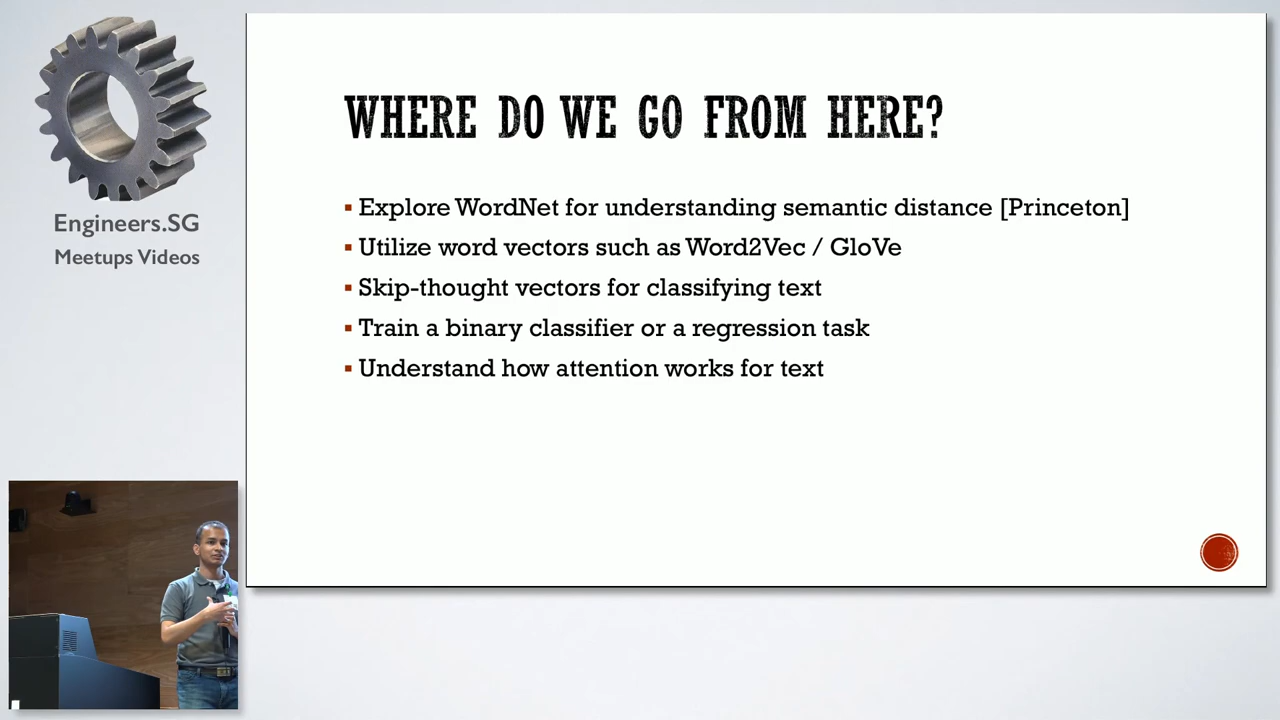 Engineers.SG
Meetups Videos
WHERE DO WE GO FROM HERE?
▪ Explore WordNet for understanding semantic distance [Princeton]
▪ Utilize word vectors such as Word2Vec / GloVe
▪ Skip-thought vectors for classifying text
▪ Train a binary classifier or a regression task
▪ Understand how attention works for text